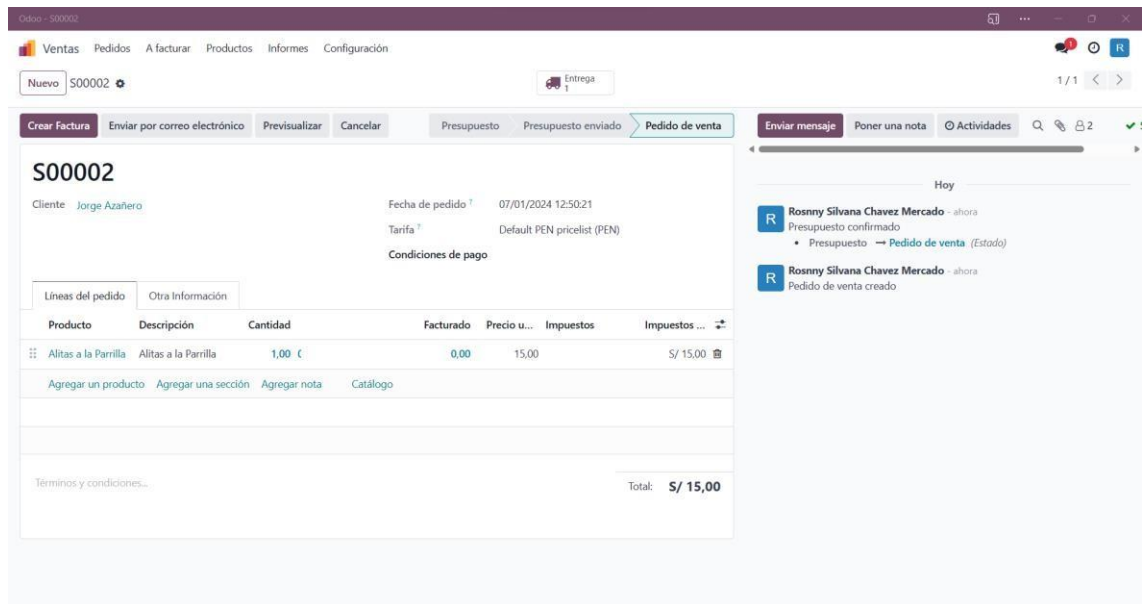 Odoo - S00002
Ventas Pedidos A facturar Productos Informes Configuración 1 R
Nuevo S00002 Entrega 1 1 / 1
Crear Factura Enviar por correo electrónico Previsualizar Cancelar Presupuesto Presupuesto enviado Pedido de venta
Enviar mensaje Poner una nota Actividades 2
S00002
Cliente Jorge Azañero
Fecha de pedido ? 07/01/2024 12:50:21
Tarifa ? Default PEN pricelist (PEN)
Condiciones de pago
Líneas del pedido Otra Información
Producto Descripción Cantidad Facturado Precio u... Impuestos Impuestos ...
Alitas a la Parrilla Alitas a la Parrilla 1,00 0,00 15,00 S/ 15,00
Agregar un producto Agregar una sección Agregar nota Catálogo
Términos y condiciones...
Total: S/ 15,00
Hoy
R
Rosnny Silvana Chavez Mercado - ahora
Presupuesto confirmado
• Presupuesto → Pedido de venta (Estado)
R
Rosnny Silvana Chavez Mercado - ahora
Pedido de venta creado